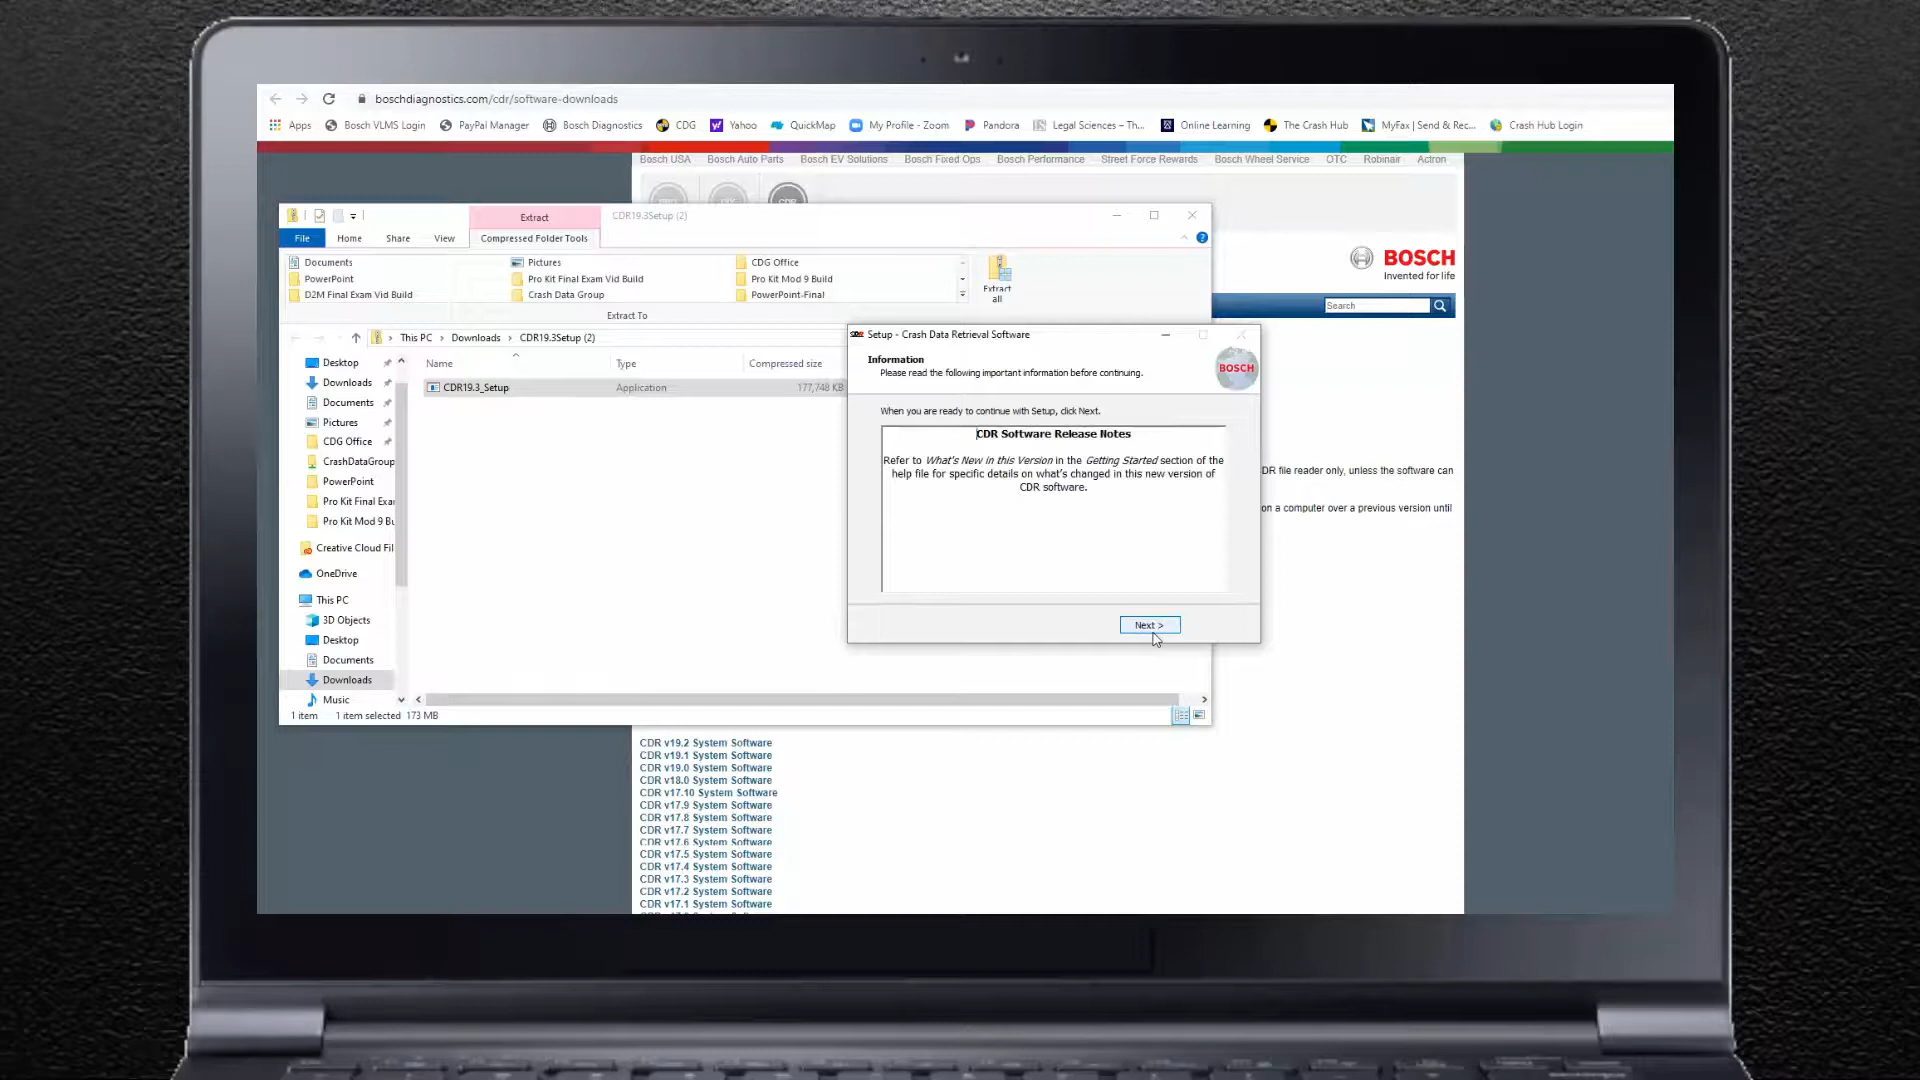 boschdiagnostics.com/cdr/software-downloads
Apps Bosch VLMS Login PayPal Manager Bosch Diagnostics CDG Yahoo QuickMap My Profile - Zoom Pandora Legal Sciences – Th... Online Learning The Crash Hub MyFax | Send & Rec... Crash Hub Login
Bosch USA Bosch Auto Parts Bosch EV Solutions Bosch Fixed Ops Bosch Performance Street Force Rewards Bosch Wheel Service OTC Robinair Actron
Extract CDR19.3Setup (2)
File Home Share View Compressed Folder Tools
Documents Pictures CDG Office
PowerPoint Pro Kit Final Exam Vid Build Pro Kit Mod 9 Build
D2M Final Exam Vid Build Crash Data Group PowerPoint-Final
Extract all
Extract To
BOSCH
Invented for life
Search
This PC Downloads CDR19.3Setup (2)
Name Type Compressed size
CDR19.3_Setup Application 177,748 KB
Desktop
Downloads
Documents
Pictures
CDG Office
CrashDataGroup
PowerPoint
Pro Kit Final Exa
Pro Kit Mod 9 Bu
Creative Cloud Fil
OneDrive
This PC
3D Objects
Desktop
Documents
Downloads
Music
1 item 1 item selected 173 MB
Setup - Crash Data Retrieval Software
Information
Please read the following important information before continuing.
BOSCH
When you are ready to continue with Setup, click Next.
CDR Software Release Notes
Refer to What's New in this Version in the Getting Started section of the
help file for specific details on what's changed in this new version of
CDR software.
Next >
DR file reader only, unless the software can
on a computer over a previous version until
CDR v19.2 System Software
CDR v19.1 System Software
CDR v19.0 System Software
CDR v18.0 System Software
CDR v17.10 System Software
CDR v17.9 System Software
CDR v17.8 System Software
CDR v17.7 System Software
CDR v17.6 System Software
CDR v17.5 System Software
CDR v17.4 System Software
CDR v17.3 System Software
CDR v17.2 System Software
CDR v17.1 System Software